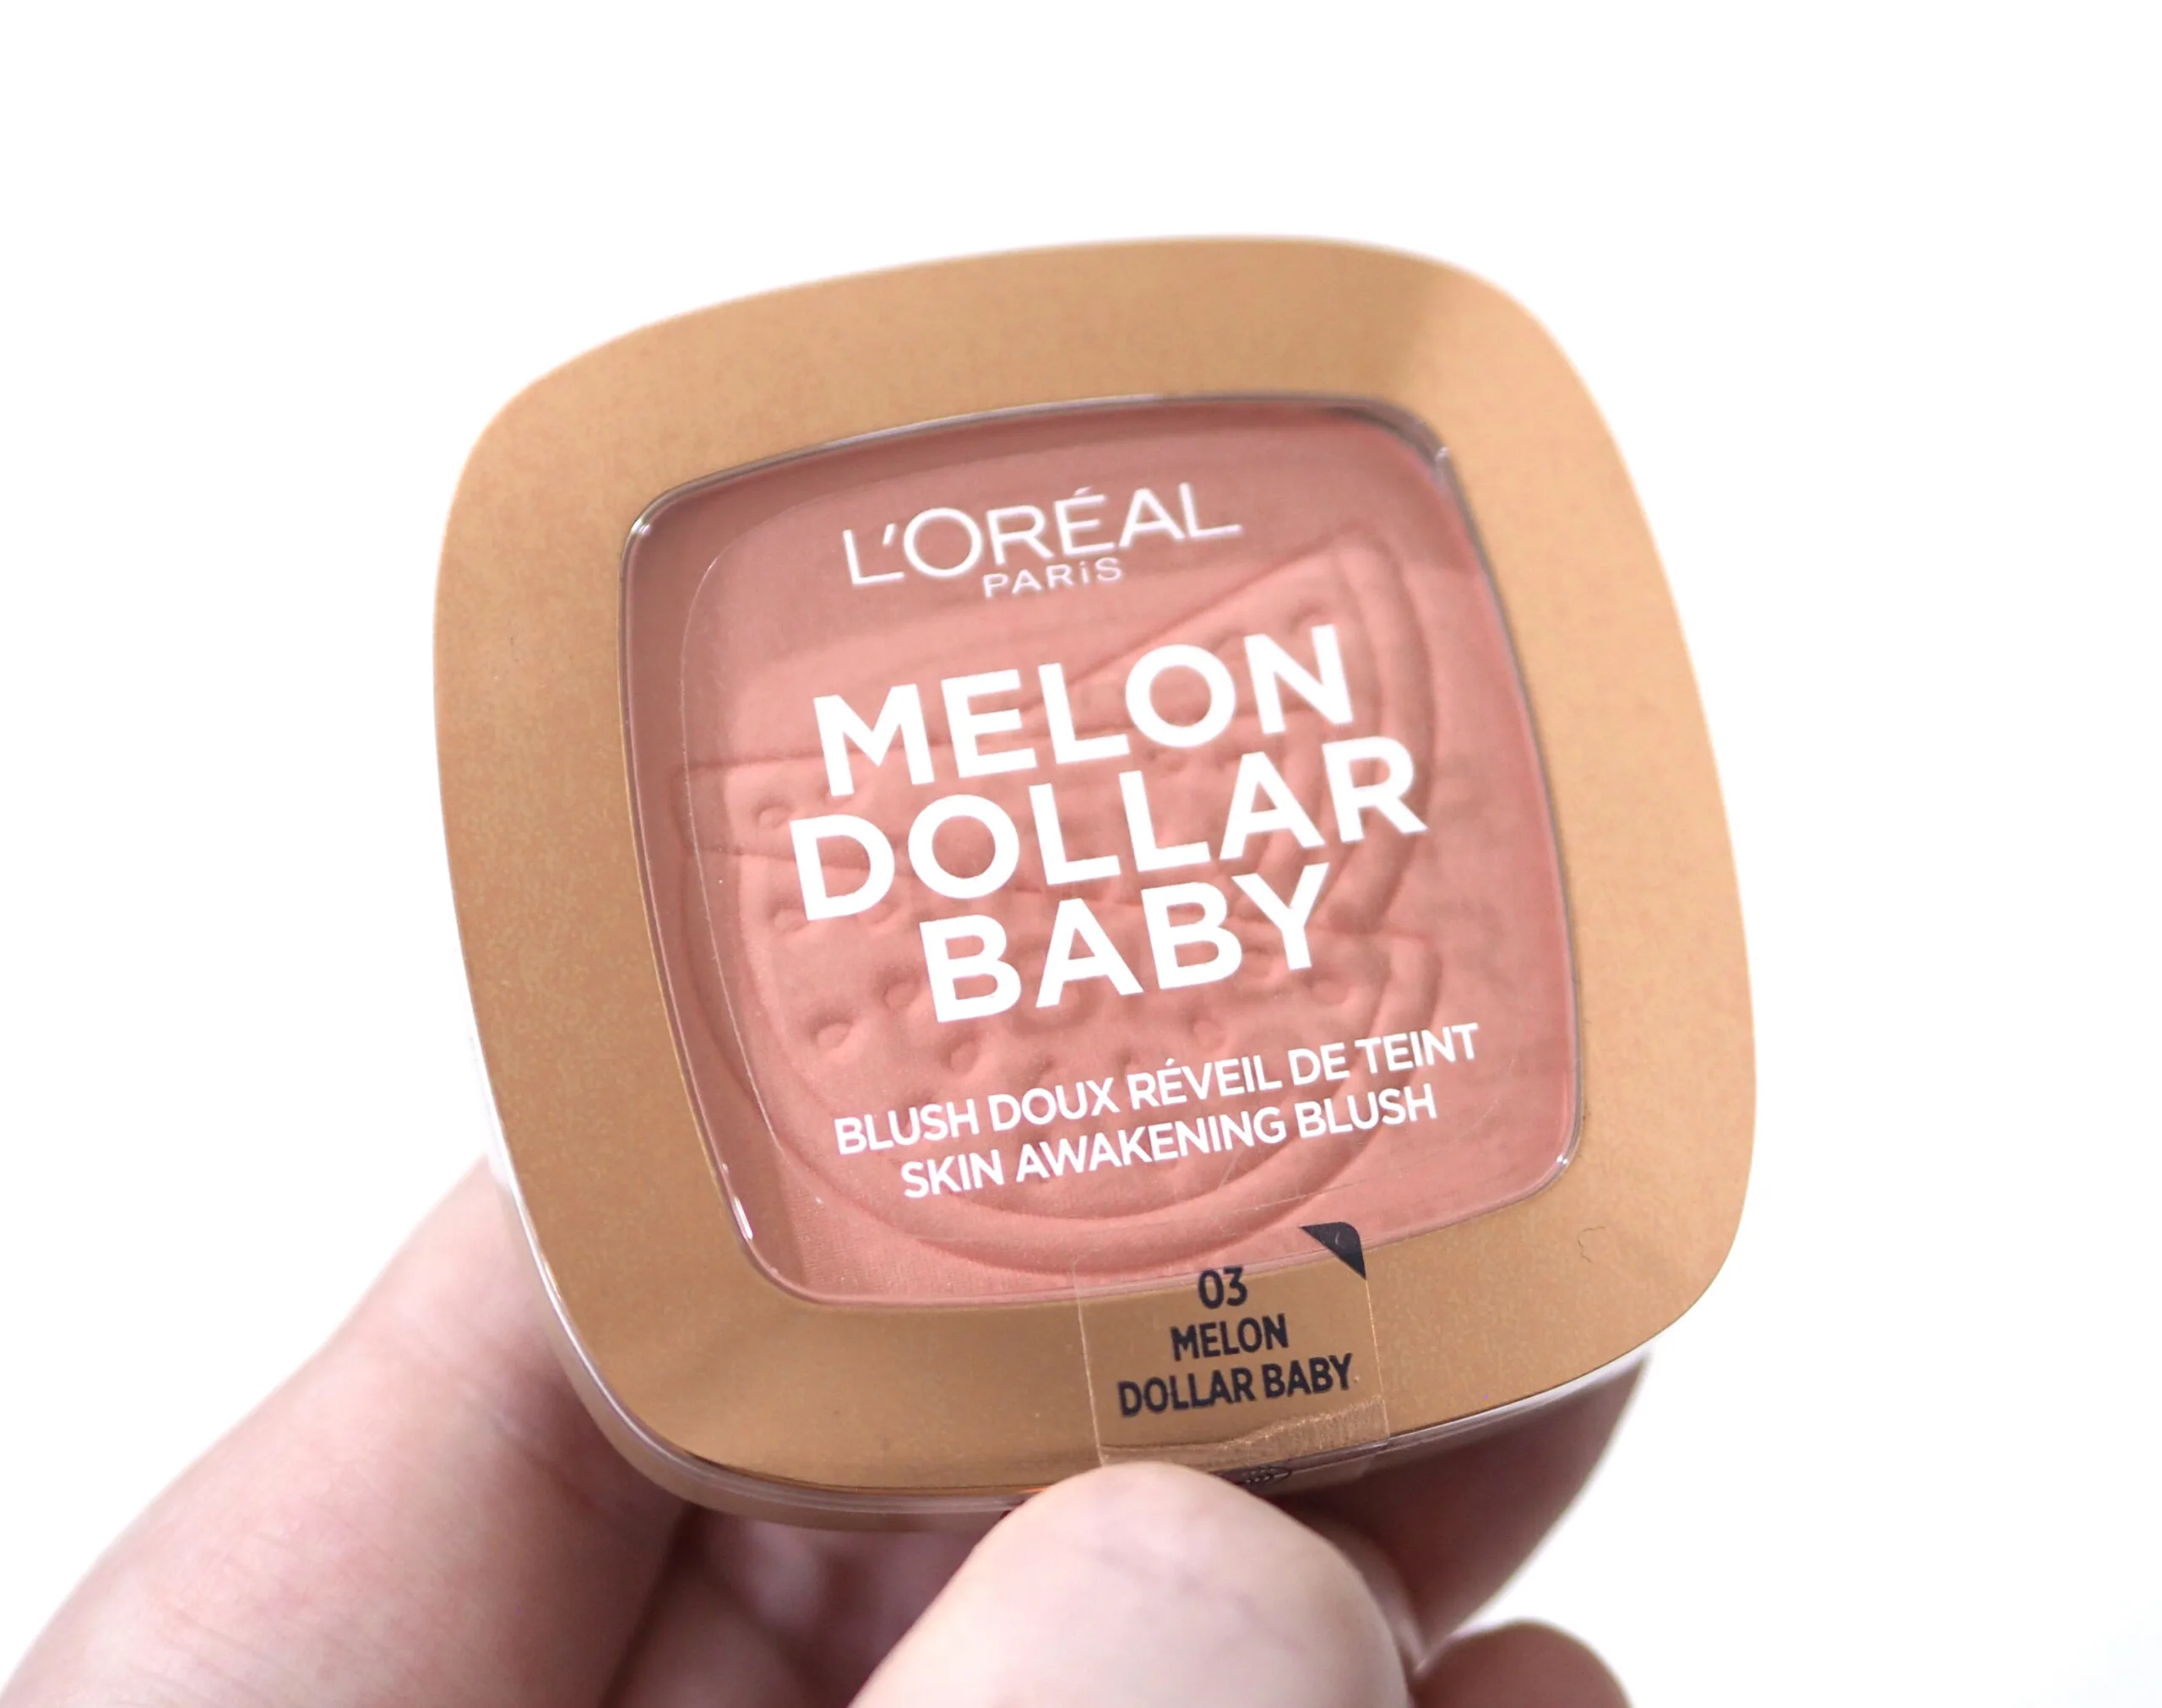 L'ORÉAL
PARiS
MELON
DOLLAR
BABY
BLUSH DOUX RÉVEIL DE TEINT
SKIN AWAKENING BLUSH
03
MELON
DOLLAR BABY